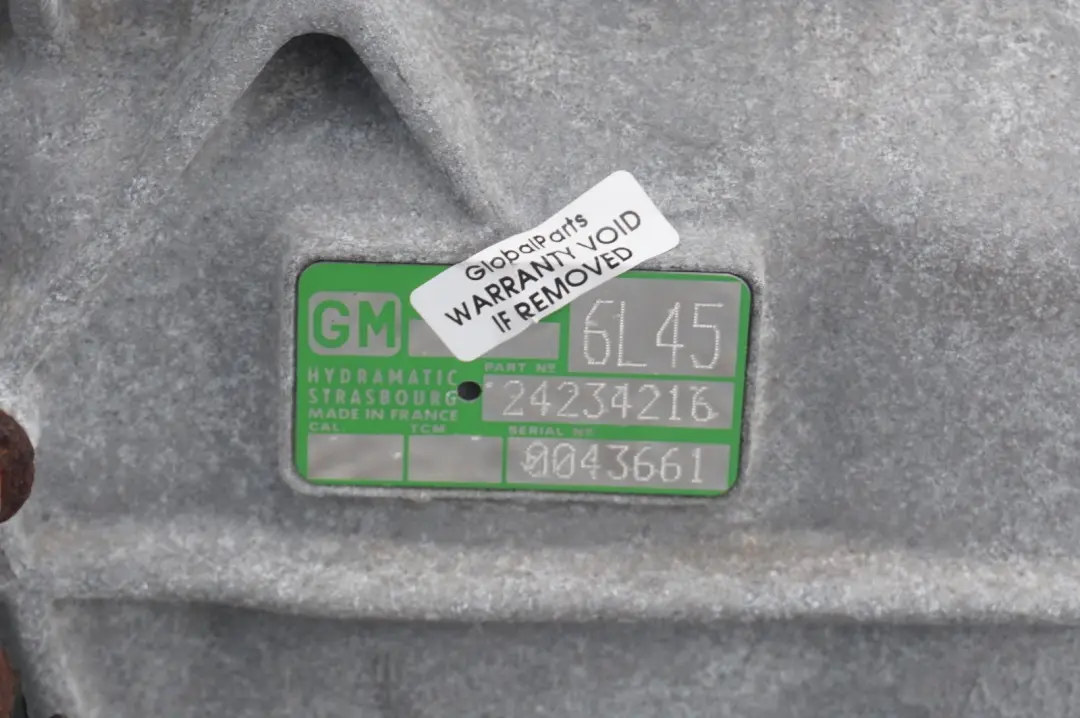 GlobalParts
WARRANTY VOID
IF REMOVED
GM
6L45
PART Nº
HYDRAMATIC
STRASBOURG
24234216
MADE IN FRANCE
CAL.
TCM
SERIAL Nº
0043661